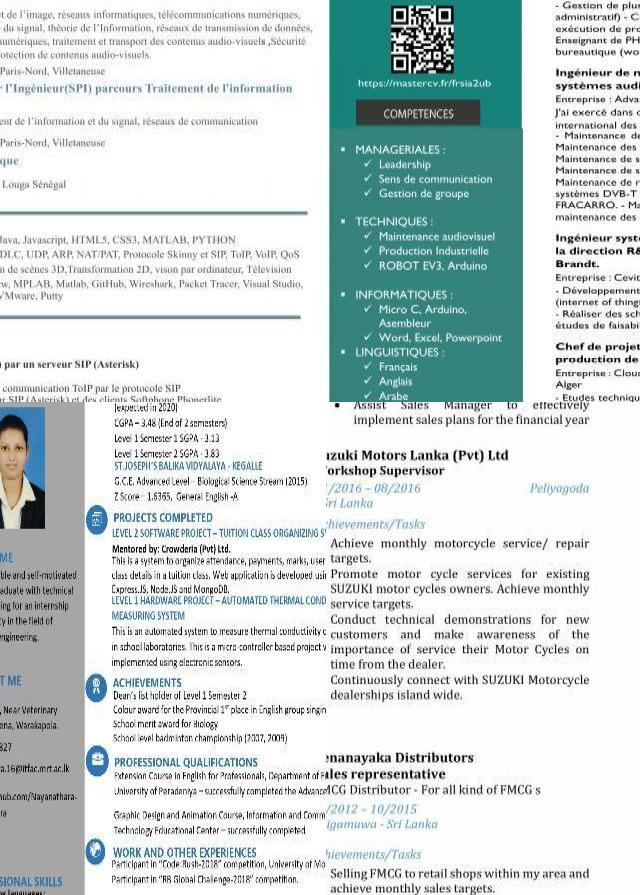 t de l'image, réseaux informatiques, télécommunications numériques,
du signal, théorie de l'Information, réseaux de transmission de données,
numériques, traitement et transport des contenus audio-visuels ,Sécurité
otection de contenus audio-visuels.
Paris-Nord, Villetaneuse
r l'Ingénieur(SPI) parcours Traitement de l'information
ent de l'information et du signal, réseaux de communication
Paris-Nord, Villetaneuse
que
Louga Sénégal
Java, Javascript, HTML5, CSS3, MATLAB, PYTHON
DLC, UDP, ARP, NAT/PAT, Protocole Skinny et SIP, ToIP, VoIP, QoS
n de scènes 3D,Transformation 2D, vison par ordinateur, Télévision
w, MPLAB, Matlab, GitHub, Wireshark, Packet Tracer, Visual Studio,
VMware, Putty
) par un serveur SIP (Asterisk)
communication ToIP par le protocole SIP
ur SIP (Asterisk) et des clients Softphone Phonerlite
https://mastercv.fr/frsia2ub
COMPETENCES
MANAGERIALES :
✓ Leadership
✓ Sens de communication
✓ Gestion de groupe
TECHNIQUES :
✓ Maintenance audiovisuel
✓ Production Industrielle
✓ ROBOT EV3, Arduino
INFORMATIQUES :
✓ Micro C, Arduino,
Asembleur
✓ Word, Excel, Powerpoint
LINGUISTIQUES :
✓ Français
✓ Anglais
✓ Arabe
- Gestion de plu
administratif) - C
exécution de pro
Enseignant de PH
bureautique (wo
Ingénieur de m
systèmes audi
Entreprise : Adva
J'ai exercé dans c
international des
- Maintenance de
Maintenance des
Maintenance de s
Maintenance de s
Maintenance de r
systèmes DVB-T
FRACARRO. - Ma
maintenance des
Ingénieur syst
la direction R&
Brandt.
Entreprise : Cevit
- Développement
(internet of thing
- Réaliser des sch
études de faisabil
Chef de projet
production de
Entreprise : Cloud
Alger
- Etudes techniqu
ME
ble and self-motivated
aduate with technical
ing for an internship
y in the field of
engineering.
T ME
, Near Veterinary
ena, Warakapola.
827
a.16@itfac.mrt.ac.lk
hub.com/Nayanathara-
ra
SIONAL SKILLS
g languages:
(expected in 2020)
CGPA – 3.48 (End of 2 semesters)
Level 1 Semester 1 SGPA - 3.13
Level 1 Semester 2 SGPA - 3.83
ST.JOSEPH'S BALIKA VIDYALAYA - KEGALLE
G.C.E. Advanced Level – Biological Science Stream (2015)
Z Score – 1.6365, General English -A
PROJECTS COMPLETED
LEVEL 2 SOFTWARE PROJECT – TUITION CLASS ORGANIZING S
Mentored by: Crowderia (Pvt) Ltd.
This is a system to organize attendance, payments, marks, user
class details in a tuition class. Web application is developed usi
Express.JS, Node.JS and MongoDB.
LEVEL 1 HARDWARE PROJECT – AUTOMATED THERMAL COND
MEASURING SYSTEM
This is an automated system to measure thermal conductivity c
in school laboratories. This is a micro-controller based project w
implemented using electronic sensors.
ACHIEVEMENTS
Dean's list holder of Level 1 Semester 2
Colour award for the Provincial 1st place in English group singin
School merit award for Biology
School level badminton championship (2007, 2009)
PROFESSIONAL QUALIFICATIONS
Extension Course in English for Professionals, Department of E
University of Peradeniya – successfully completed the Advance
Graphic Design and Animation Course, Information and Comm
Technology Educational Center – successfully completed
WORK AND OTHER EXPERIENCES
Participant in "Code Rush-2018" competition, University of Mo
Participant in "RB Global Challenge-2018" competition.
• Assist Sales Manager to effectively
implement sales plans for the financial year
uzuki Motors Lanka (Pvt) Ltd
orkshop Supervisor
/2016 – 08/2016 Peliyagoda
Sri Lanka
hievements/Tasks
Achieve monthly motorcycle service/ repair
targets.
Promote motor cycle services for existing
SUZUKI motor cycles owners. Achieve monthly
service targets.
Conduct technical demonstrations for new
customers and make awareness of the
importance of service their Motor Cycles on
time from the dealer.
Continuously connect with SUZUKI Motorcycle
dealerships island wide.
enanayaka Distributors
ales representative
MCG Distributor - For all kind of FMCG s
/2012 – 10/2015
igamuwa - Sri Lanka
hievements/Tasks
Selling FMCG to retail shops within my area and
achieve monthly sales targets.